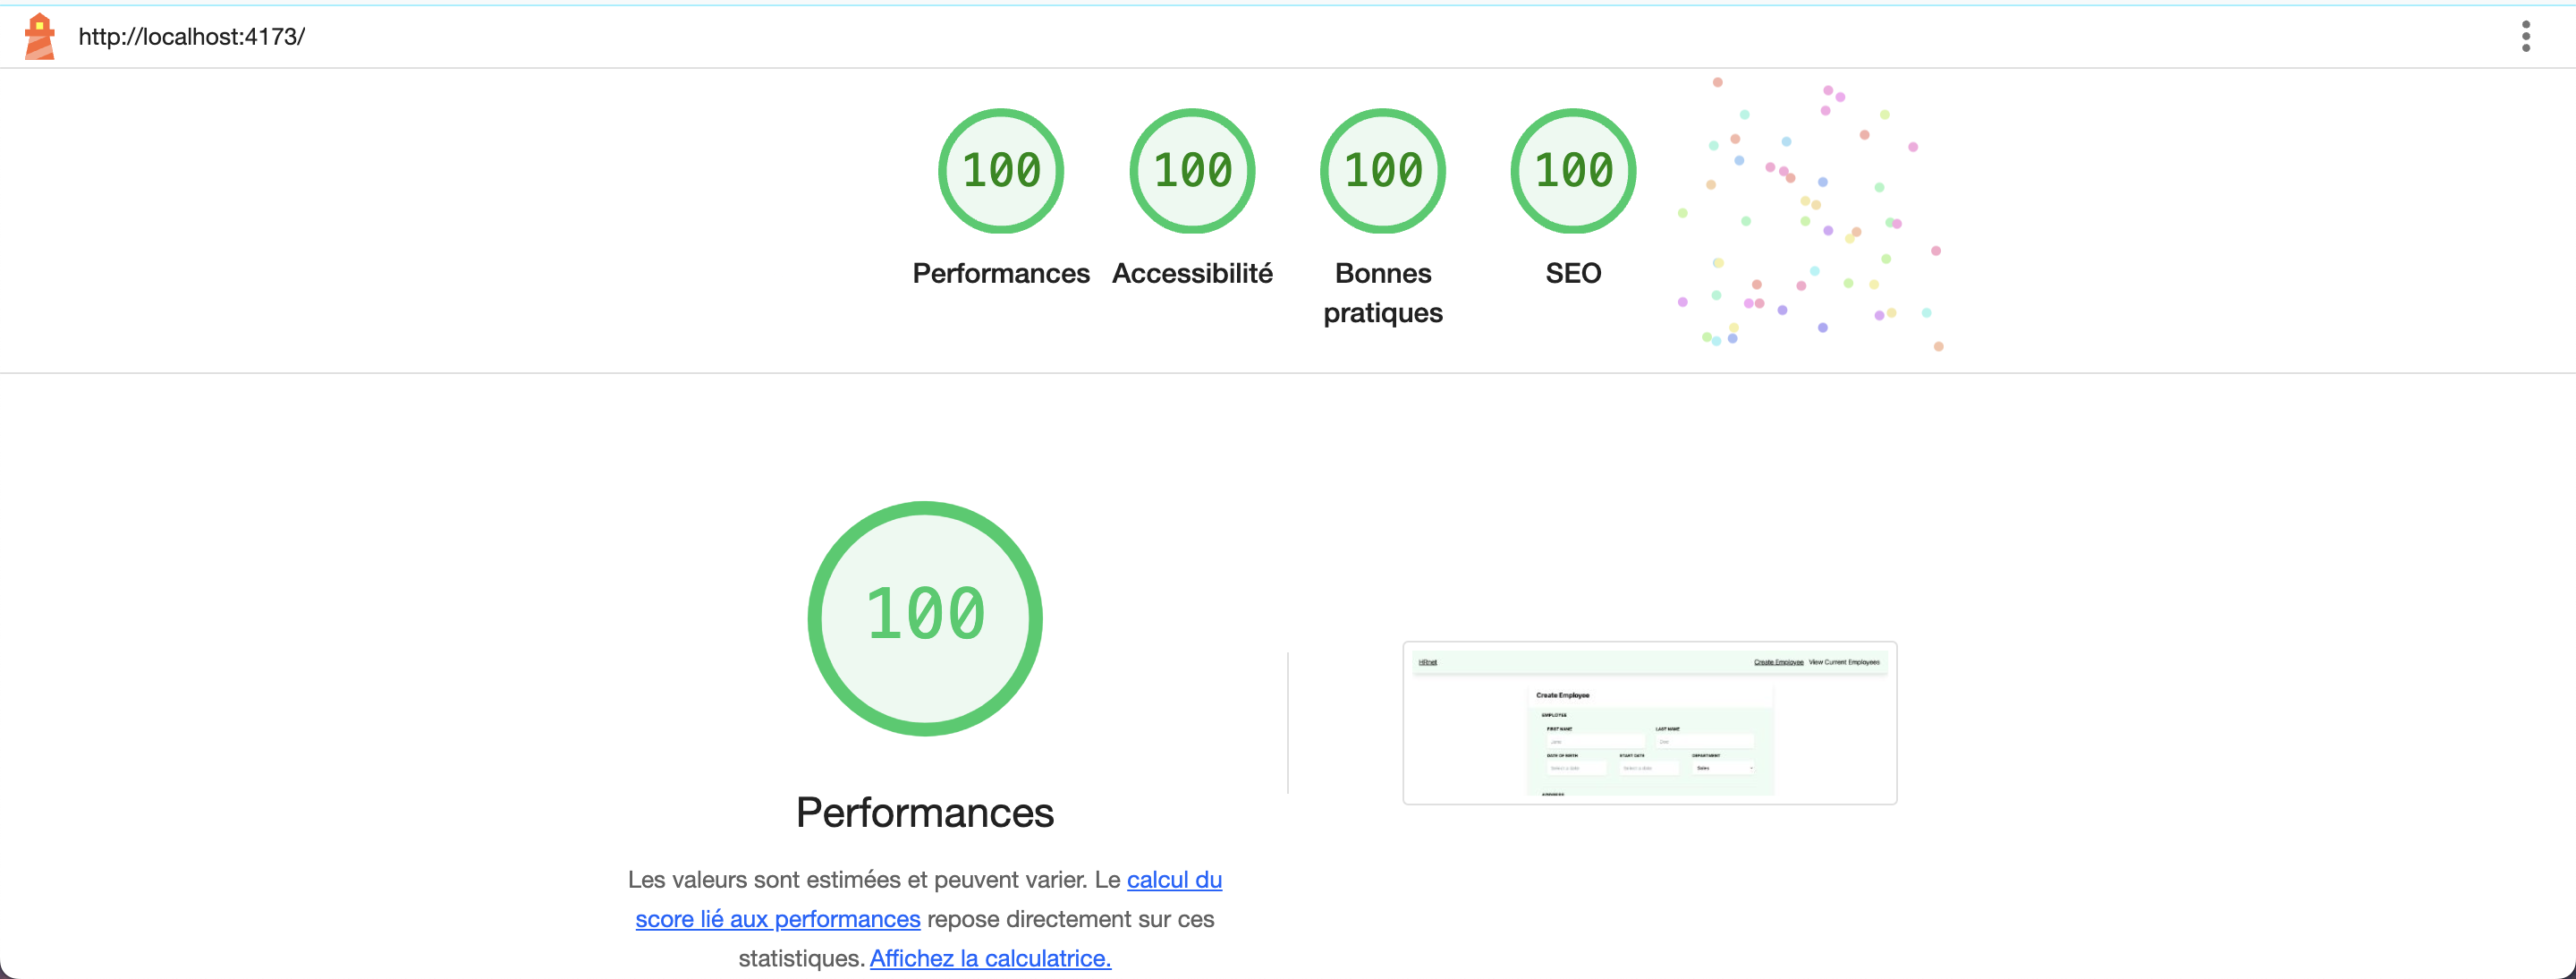 http://localhost:4173/
100
100
100
100
Performances
Accessibilité
Bonnes
pratiques
SEO
100
Performances
Les valeurs sont estimées et peuvent varier. Le calcul du
score lié aux performances repose directement sur ces
statistiques. Affichez la calculatrice.
HRnet
Create Employee
View Current Employees
Create Employee
EMPLOYEE
FIRST NAME
LAST NAME
DATE OF BIRTH
START DATE
DEPARTMENT
Select a date
Select a date
Sales